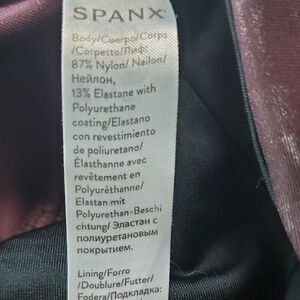 SPANX
Body/Cuerpo/Corps
/Corpetto/Лиф:
87% Nylon/ Nailon/
Нейлон,
13% Elastane with
Polyurethane
coating/Elastano
con revestimiento
de poliuretano/
Élasthanne avec
revêtement en
Polyuréthanne/
Elastan mit
Polyurethan-Beschi
chtung/ Эластан с
полиуретановым
покрытием.
Lining/Forro
/Doublure/Futter/
Fodera/Подкладка: